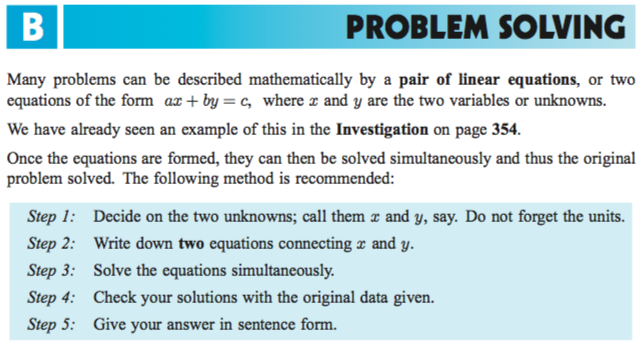 B PROBLEM SOLVING
Many problems can be described mathematically by a pair of linear equations, or two
equations of the form ax + by = c, where x and y are the two variables or unknowns.
We have already seen an example of this in the Investigation on page 354.
Once the equations are formed, they can then be solved simultaneously and thus the original
problem solved. The following method is recommended:
Step 1: Decide on the two unknowns; call them x and y, say. Do not forget the units.
Step 2: Write down two equations connecting x and y.
Step 3: Solve the equations simultaneously.
Step 4: Check your solutions with the original data given.
Step 5: Give your answer in sentence form.